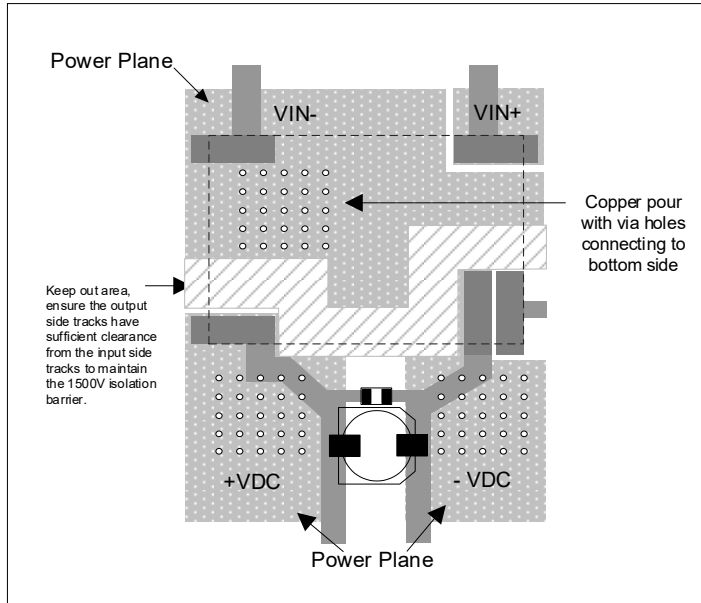 Power Plane
VIN-
VIN+
Copper pour
with via holes
connecting to
bottom side
Keep out area,
ensure the output
side tracks have
sufficient clearance
from the input side
tracks to maintain
the 1500V isolation
barrier.
+VDC
- VDC
Power Plane